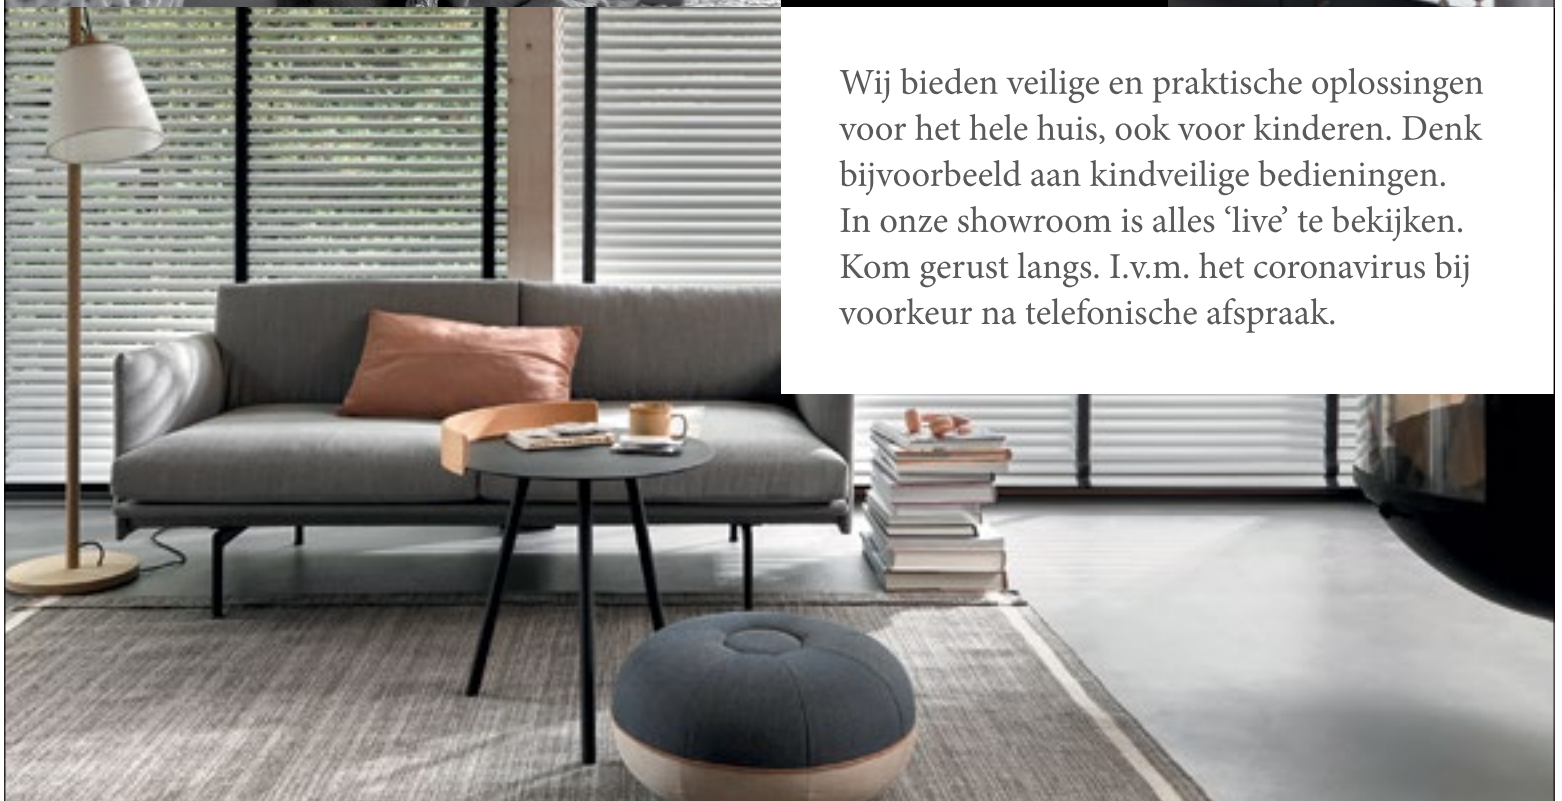 Wij bieden veilige en praktische oplossingen
voor het hele huis, ook voor kinderen. Denk
bijvoorbeeld aan kindveilige bedieningen.
In onze showroom is alles ‘live’ te bekijken.
Kom gerust langs. I.v.m. het coronavirus bij
voorkeur na telefonische afspraak.